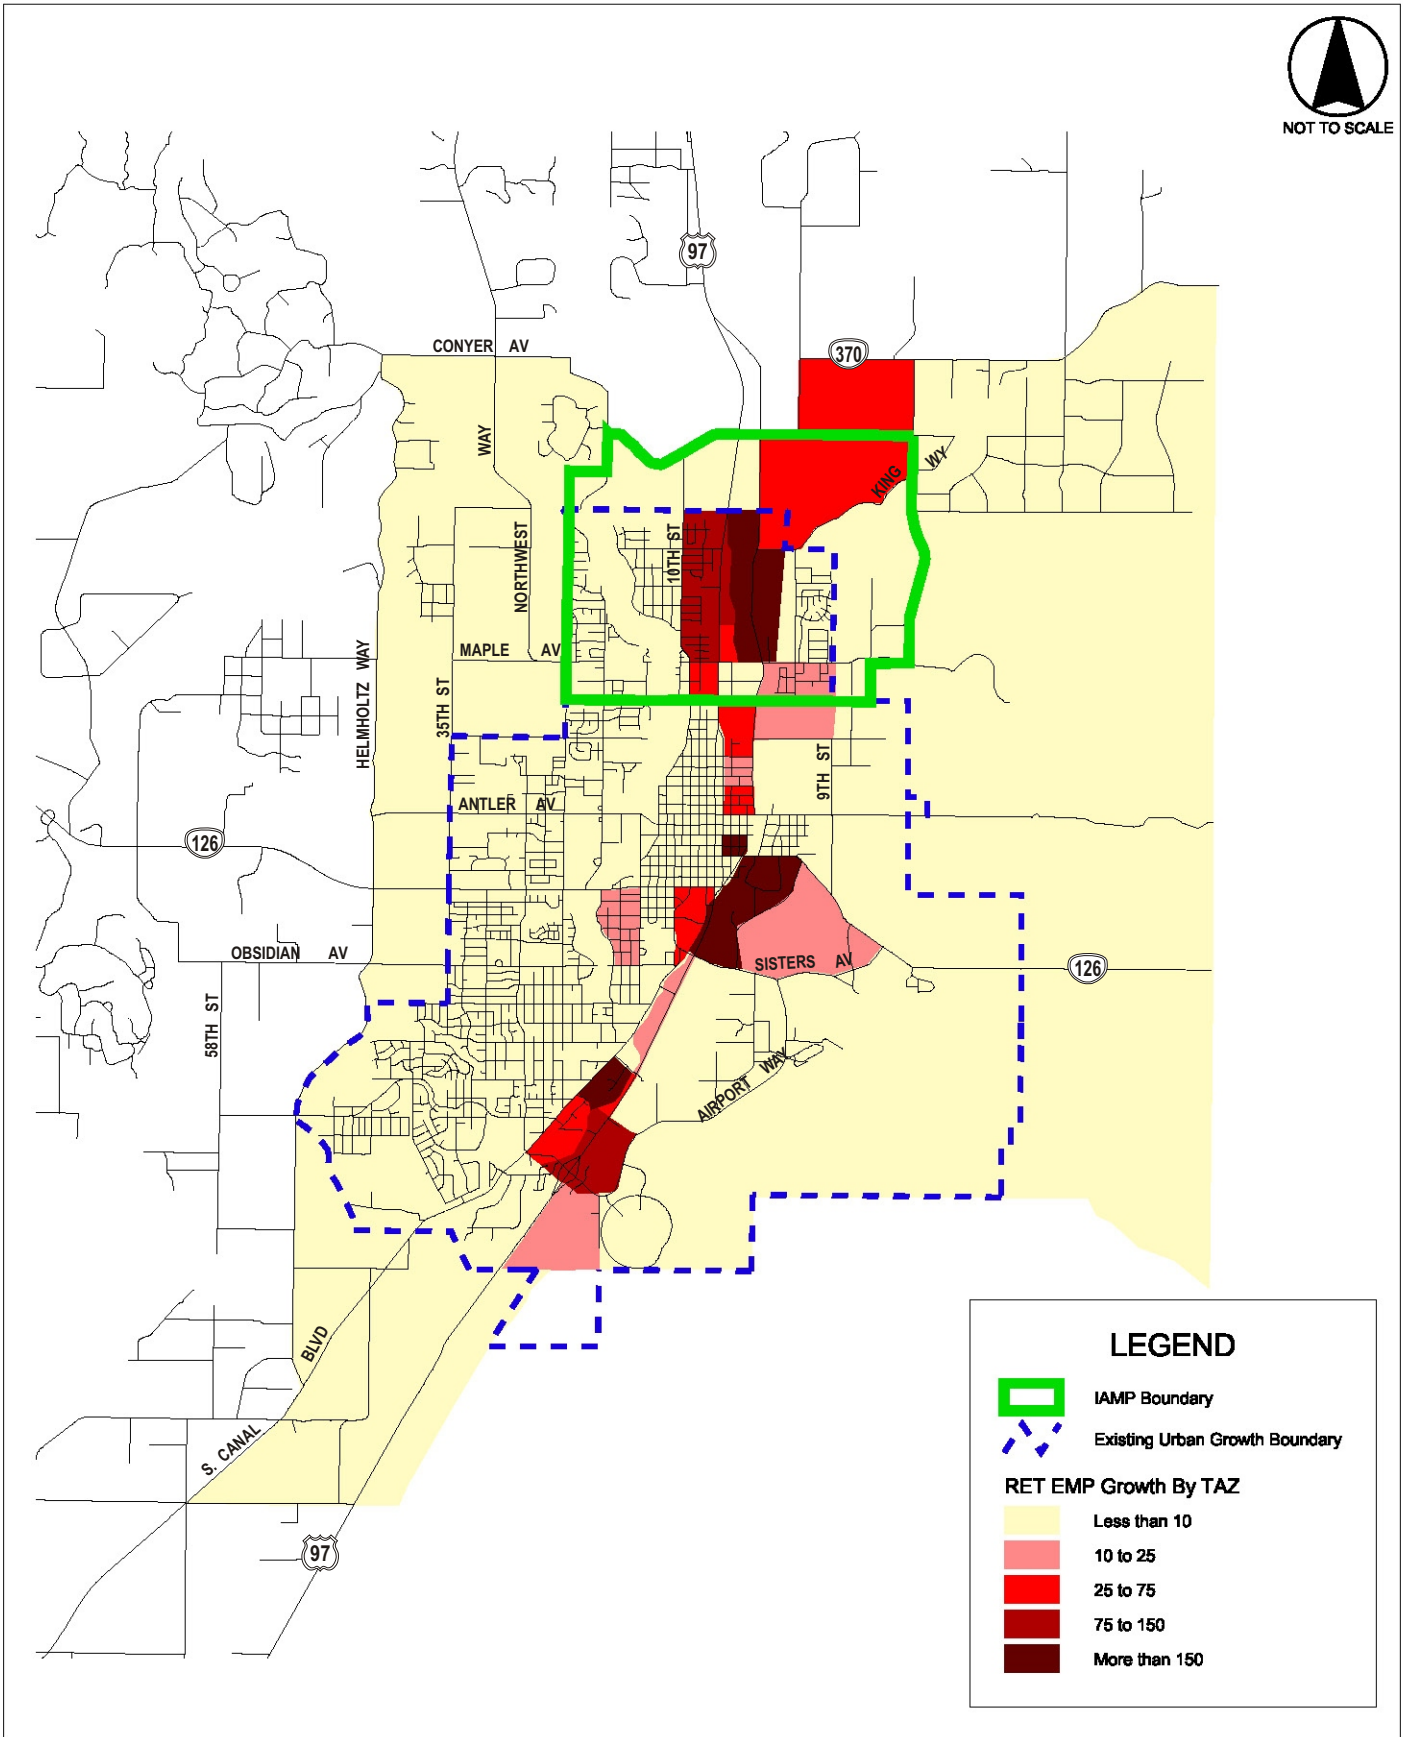 NOT TO SCALE
97
CONYER AV
370
WAY
KING WY
NORTHWEST
10TH ST
MAPLE AV
HELMHOLTZ WAY
35TH ST
9TH ST
ANTLER AV
126
OBSIDIAN AV
SISTERS AV
126
58TH ST
AIRPORT WAY
S. CANAL BLVD
97
LEGEND
IAMP Boundary
Existing Urban Growth Boundary
RET EMP Growth By TAZ
Less than 10
10 to 25
25 to 75
75 to 150
More than 150